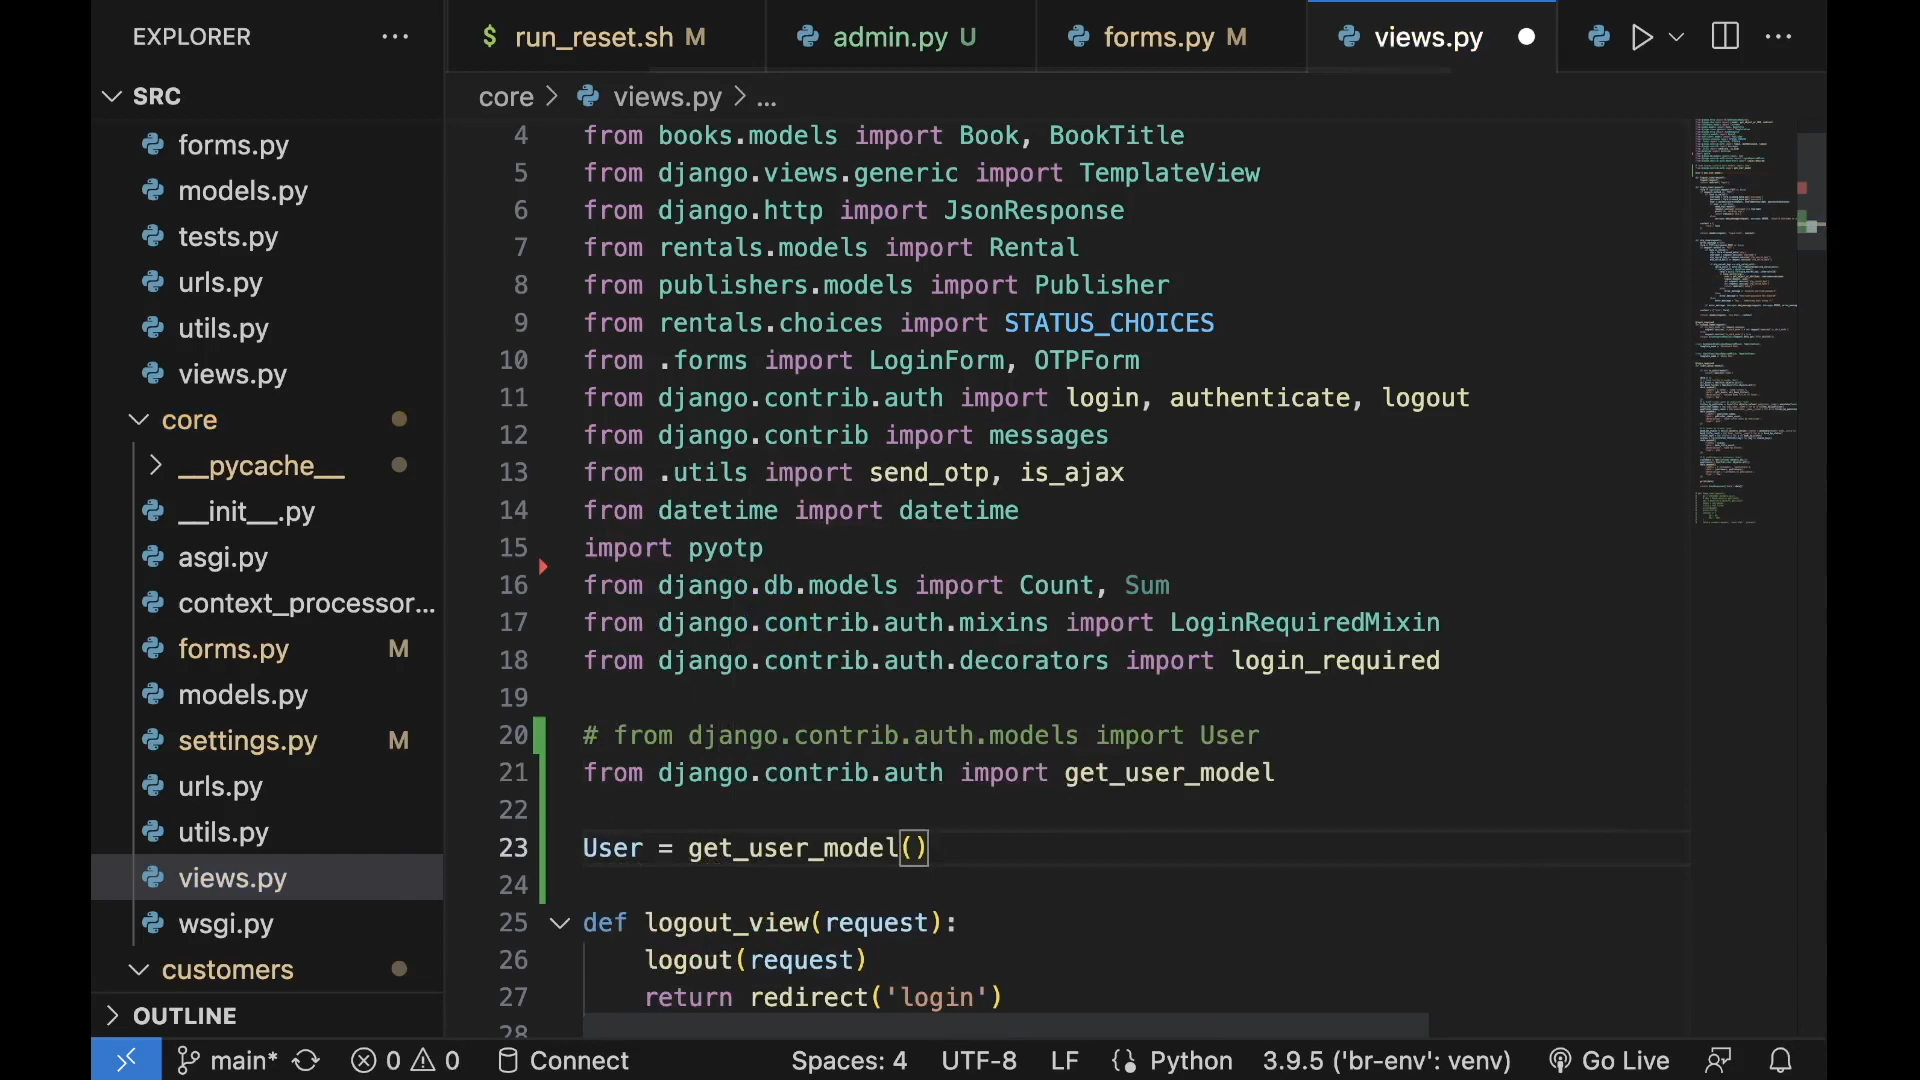 EXPLORER
SRC
forms.py
models.py
tests.py
urls.py
utils.py
views.py
core
__pycache__
__init__.py
asgi.py
context_processor...
forms.py M
models.py
settings.py M
urls.py
utils.py
views.py
wsgi.py
customers
OUTLINE
$ run_reset.sh M
admin.py U
forms.py M
views.py
core > views.py > ...
4 from books.models import Book, BookTitle
5 from django.views.generic import TemplateView
6 from django.http import JsonResponse
7 from rentals.models import Rental
8 from publishers.models import Publisher
9 from rentals.choices import STATUS_CHOICES
10 from .forms import LoginForm, OTPForm
11 from django.contrib.auth import login, authenticate, logout
12 from django.contrib import messages
13 from .utils import send_otp, is_ajax
14 from datetime import datetime
15 import pyotp
16 from django.db.models import Count, Sum
17 from django.contrib.auth.mixins import LoginRequiredMixin
18 from django.contrib.auth.decorators import login_required
19
20 # from django.contrib.auth.models import User
21 from django.contrib.auth import get_user_model
22
23 User = get_user_model()
24
25 def logout_view(request):
26 logout(request)
27 return redirect('login')
28
main* 0 0 Connect Spaces: 4 UTF-8 LF Python 3.9.5 ('br-env': venv) Go Live